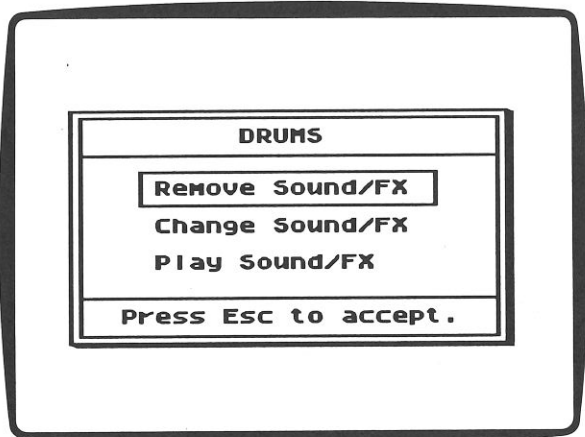 DRUMS
Remove Sound/FX
Change Sound/FX
Play Sound/FX
Press Esc to accept.